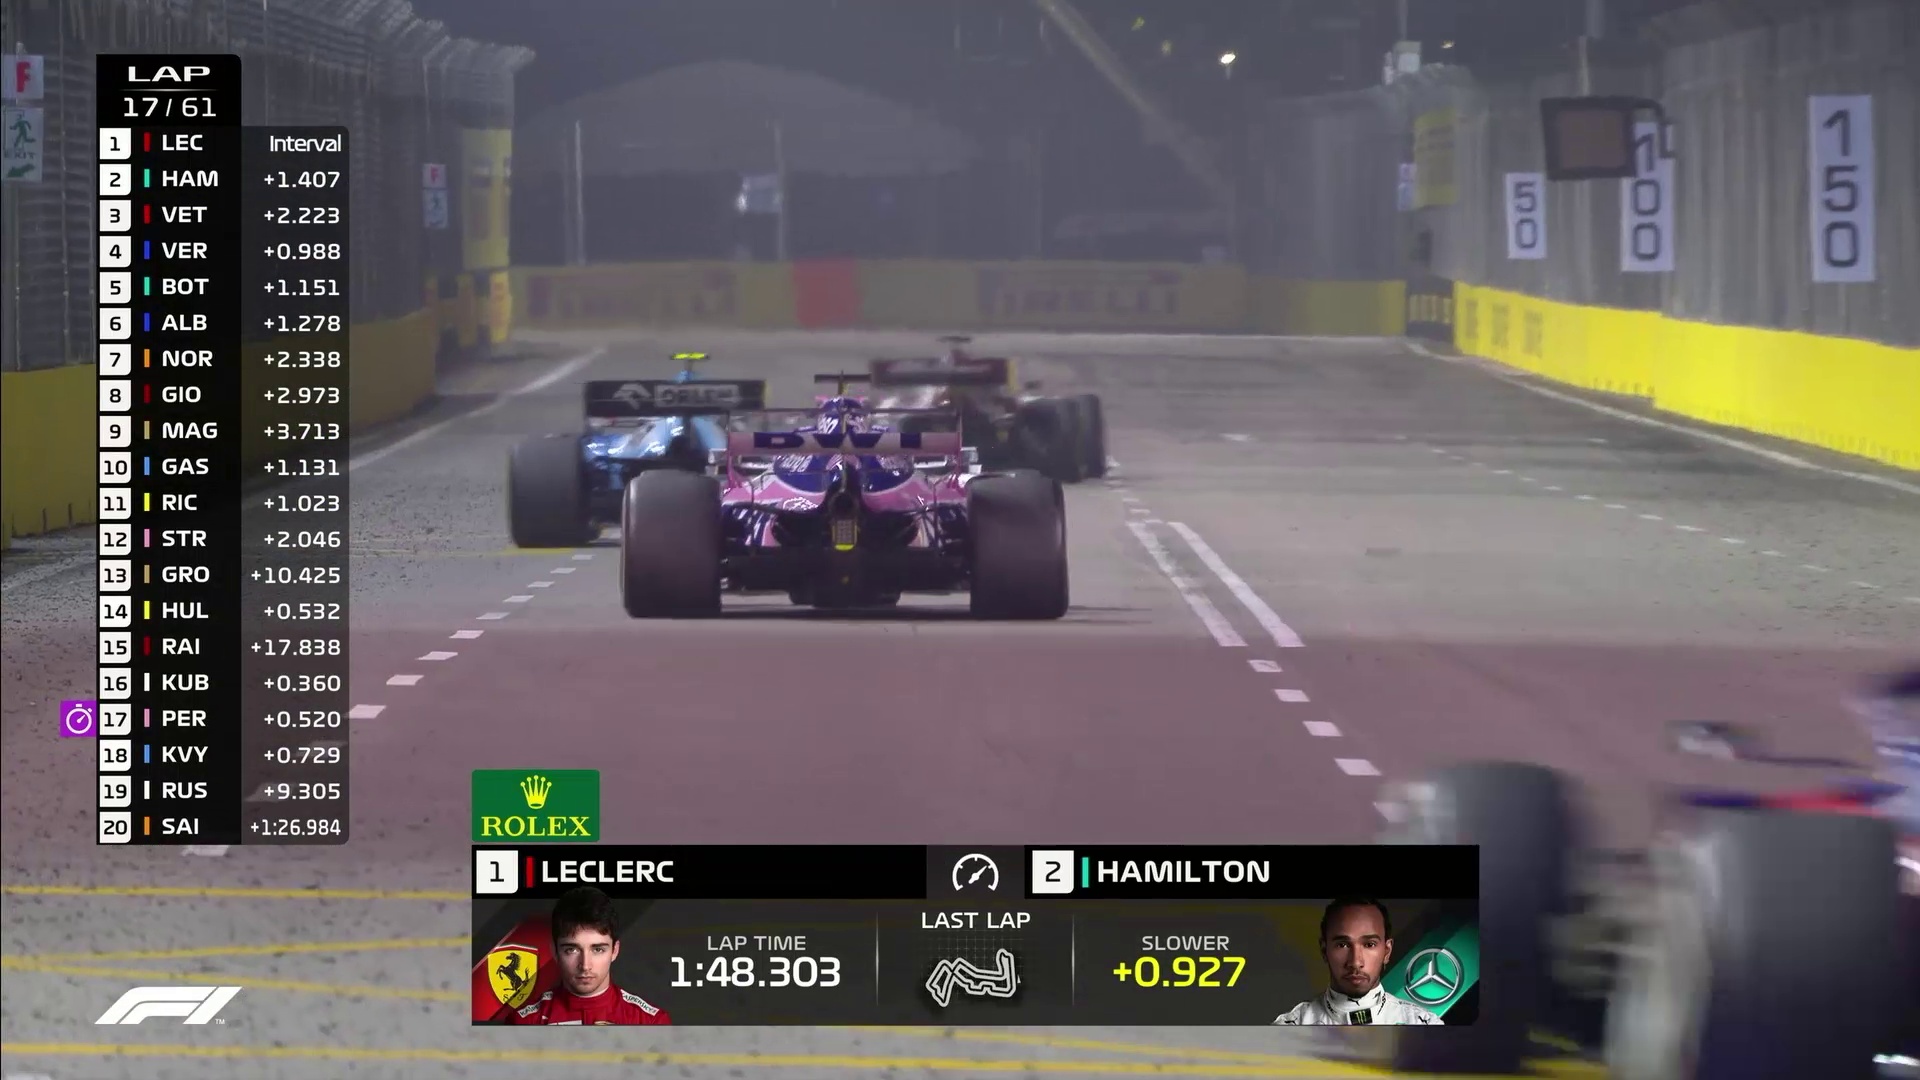 LAP
17/61
1 LEC Interval
2 HAM +1.407
3 VET +2.223
4 VER +0.988
5 BOT +1.151
6 ALB +1.278
7 NOR +2.338
8 GIO +2.973
9 MAG +3.713
10 GAS +1.131
11 RIC +1.023
12 STR +2.046
13 GRO +10.425
14 HUL +0.532
15 RAI +17.838
16 KUB +0.360
17 PER +0.520
18 KVY +0.729
19 RUS +9.305
20 SAI +1:26.984
F
EXIT
F
50
100
150
PIRELLI
PIRELLI
ORLEN
BWT
ROLEX
1 LECLERC
2 HAMILTON
LAST LAP
LAP TIME
1:48.303
SLOWER
+0.927
F1